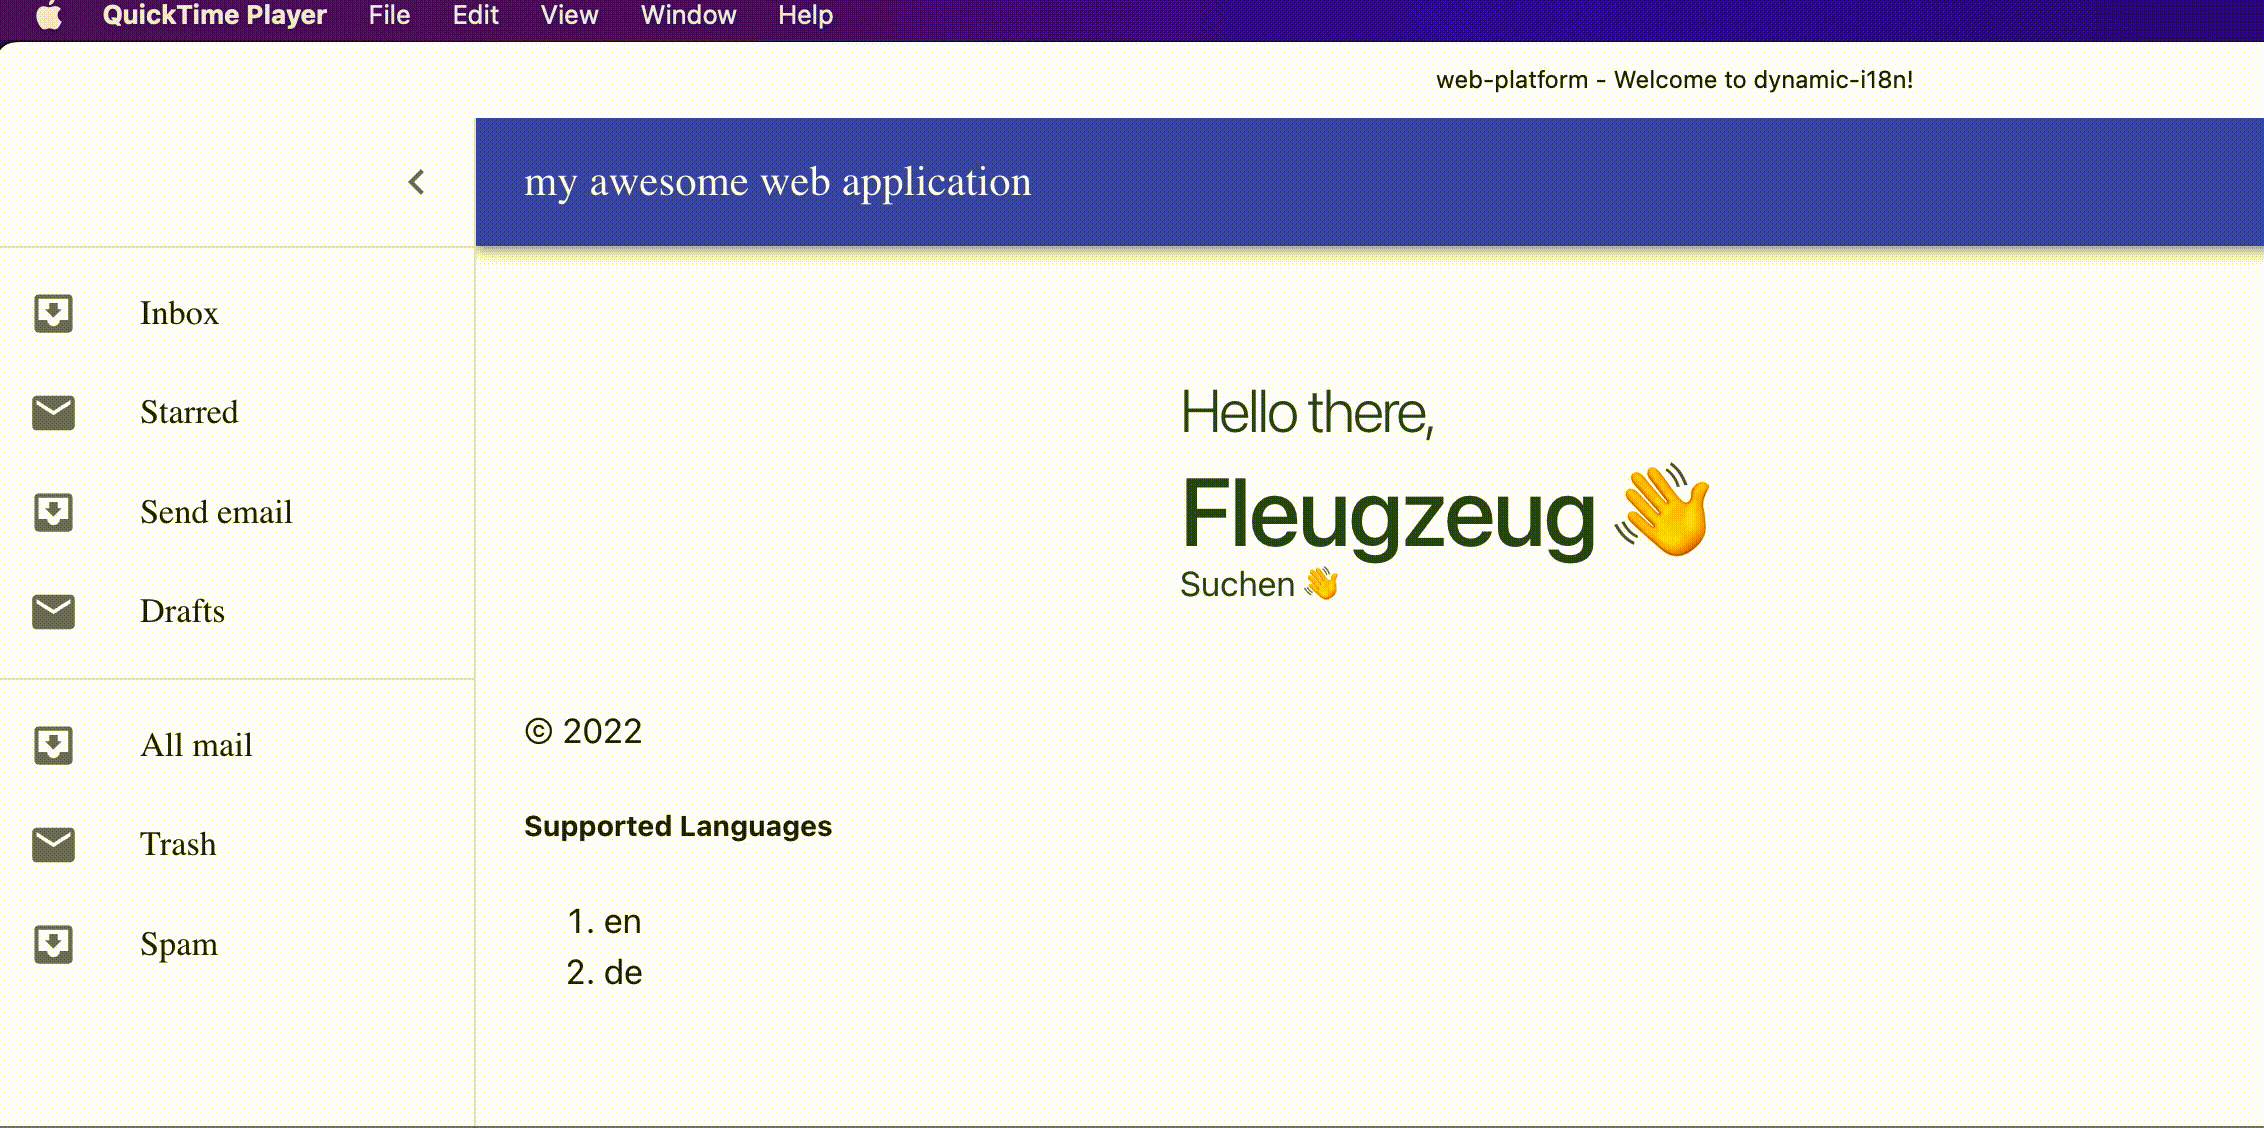 QuickTime Player File Edit View Window Help
web-platform - Welcome to dynamic-i18n!
my awesome web application
Inbox
Starred
Send email
Drafts
All mail
Trash
Spam
Hello there,
Fleugzeug 👋
Suchen 👋
© 2022
Supported Languages
1. en
2. de